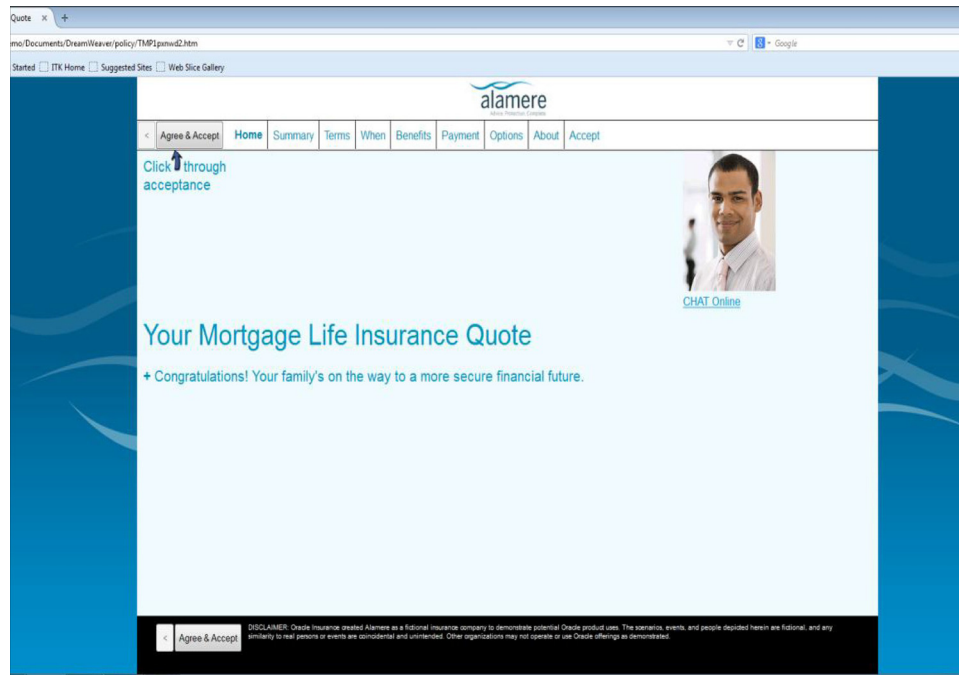 Quote × +
emo/Documents/DreamWeaver/policy/TMP1pxnwd2.htm
Google
Started ITK Home Suggested Sites Web Slice Gallery
alamere
< Agree & Accept Home Summary Terms When Benefits Payment Options About Accept
Click through
acceptance
CHAT Online
Your Mortgage Life Insurance Quote
+ Congratulations! Your family's on the way to a more secure financial future.
< Agree & Accept
DISCLAIMER: Oracle Insurance created Alamere as a fictional insurance company to demonstrate potential Oracle product uses. The scenarios, events, and people depicted herein are fictional, and any
similarity to real persons or events are coincidental and unintended. Other organizations may not operate or use Oracle offerings as demonstrated.